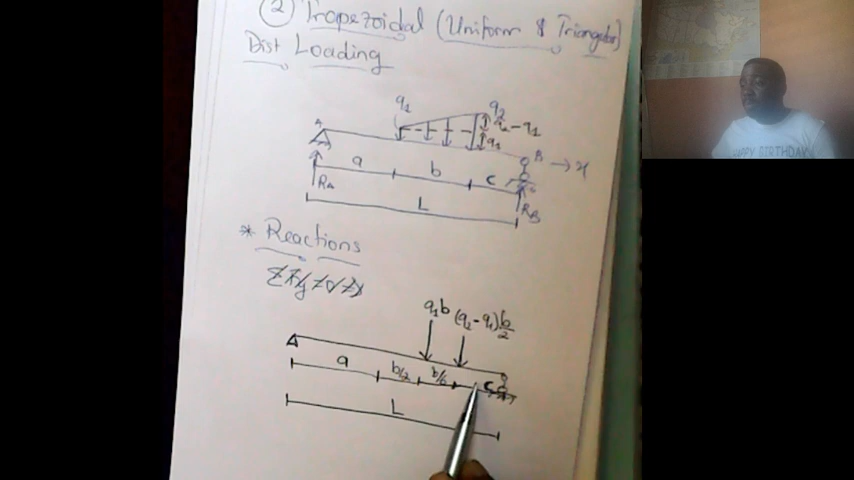 ② Trapezoidal (Uniform & Triangular)
Dist Loading
q₁ q₂
q₂-q₁
q₁
A B → x
a b c
RA RB
L
* Reactions
q₁b (q₂-q₁)b/2
a b/2 b/6 c
L
HAPPY BIRTHDAY